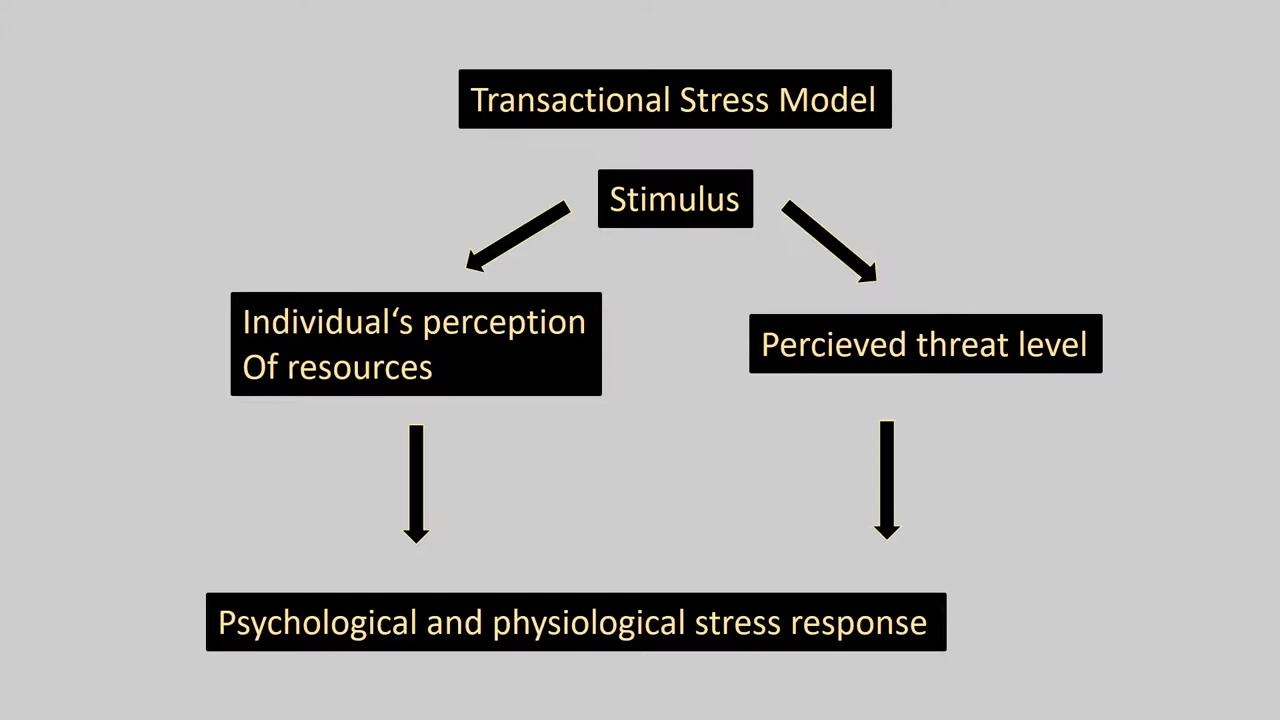 Transactional Stress Model
Stimulus
Individual‘s perception
Of resources
Percieved threat level
Psychological and physiological stress response